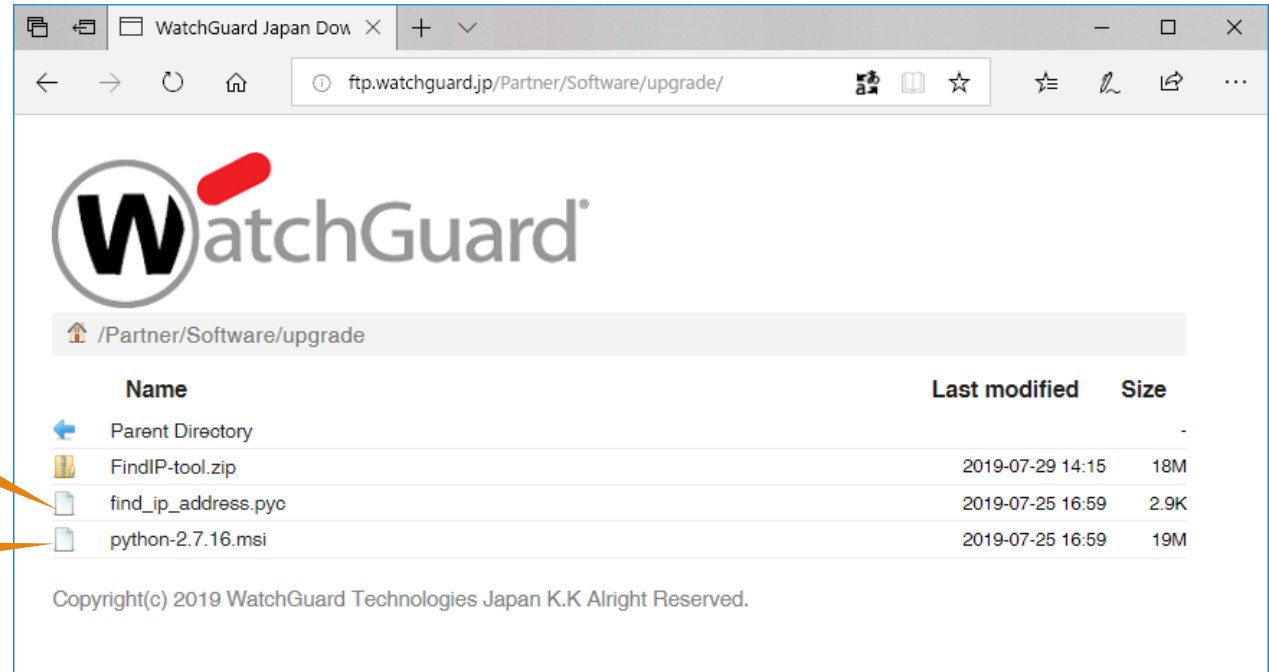 WatchGuard Japan Dow
ftp.watchguard.jp/Partner/Software/upgrade/
WatchGuard®
/Partner/Software/upgrade
Name Last modified Size
Parent Directory -
FindIP-tool.zip 2019-07-29 14:15 18M
find_ip_address.pyc 2019-07-25 16:59 2.9K
python-2.7.16.msi 2019-07-25 16:59 19M
Copyright(c) 2019 WatchGuard Technologies Japan K.K Alright Reserved.